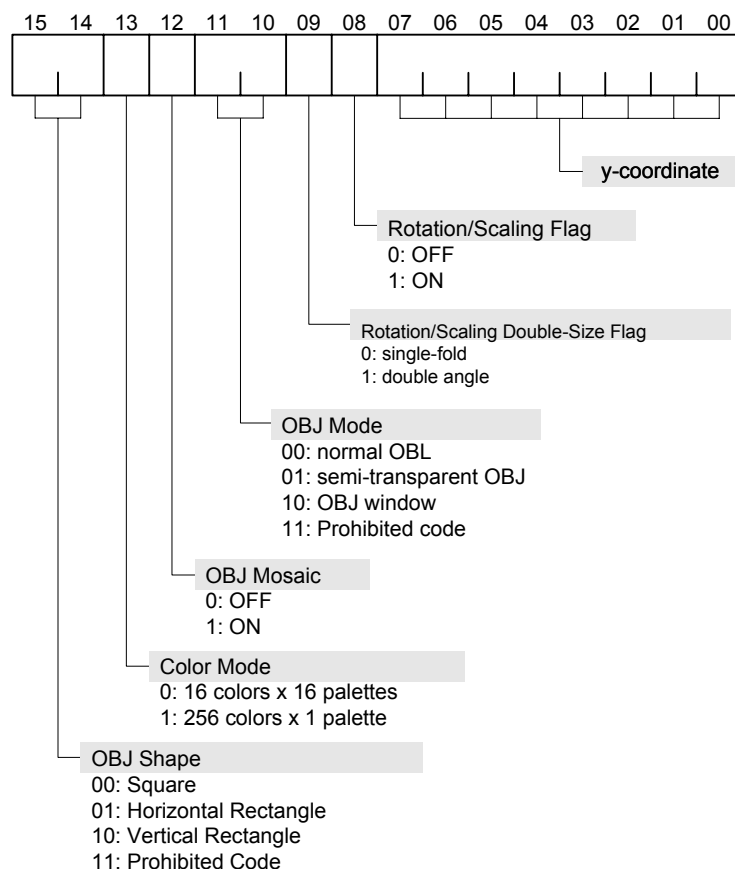 15 14 13 12 11 10 09 08 07 06 05 04 03 02 01 00
y-coordinate
Rotation/Scaling Flag
0: OFF
1: ON
Rotation/Scaling Double-Size Flag
0: single-fold
1: double angle
OBJ Mode
00: normal OBL
01: semi-transparent OBJ
10: OBJ window
11: Prohibited code
OBJ Mosaic
0: OFF
1: ON
Color Mode
0: 16 colors x 16 palettes
1: 256 colors x 1 palette
OBJ Shape
00: Square
01: Horizontal Rectangle
10: Vertical Rectangle
11: Prohibited Code